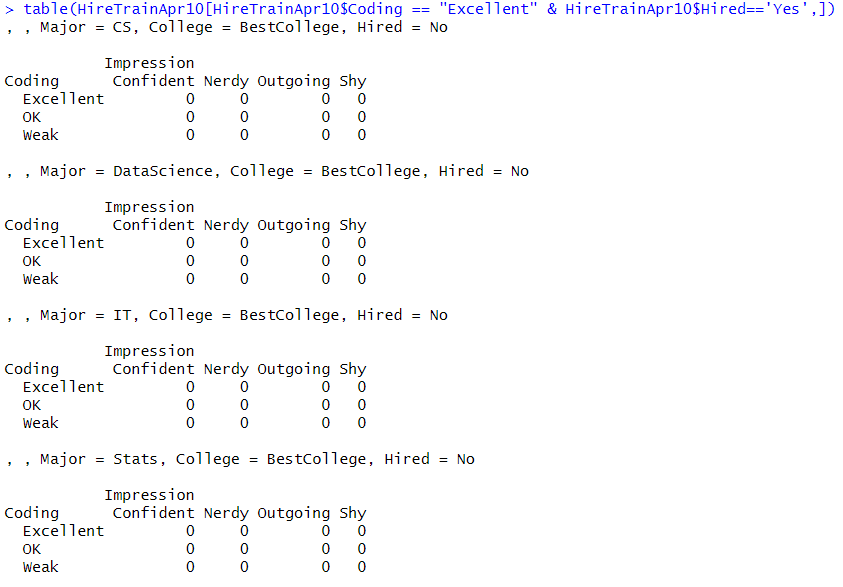 > table(HireTrainApr10[HireTrainApr10$Coding == "Excellent" & HireTrainApr10$Hired=='Yes',])
, , Major = CS, College = BestCollege, Hired = No
Impression
Coding Confident Nerdy Outgoing Shy
Excellent 0 0 0 0
OK 0 0 0 0
Weak 0 0 0 0
, , Major = DataScience, College = BestCollege, Hired = No
Impression
Coding Confident Nerdy Outgoing Shy
Excellent 0 0 0 0
OK 0 0 0 0
Weak 0 0 0 0
, , Major = IT, College = BestCollege, Hired = No
Impression
Coding Confident Nerdy Outgoing Shy
Excellent 0 0 0 0
OK 0 0 0 0
Weak 0 0 0 0
, , Major = Stats, College = BestCollege, Hired = No
Impression
Coding Confident Nerdy Outgoing Shy
Excellent 0 0 0 0
OK 0 0 0 0
Weak 0 0 0 0